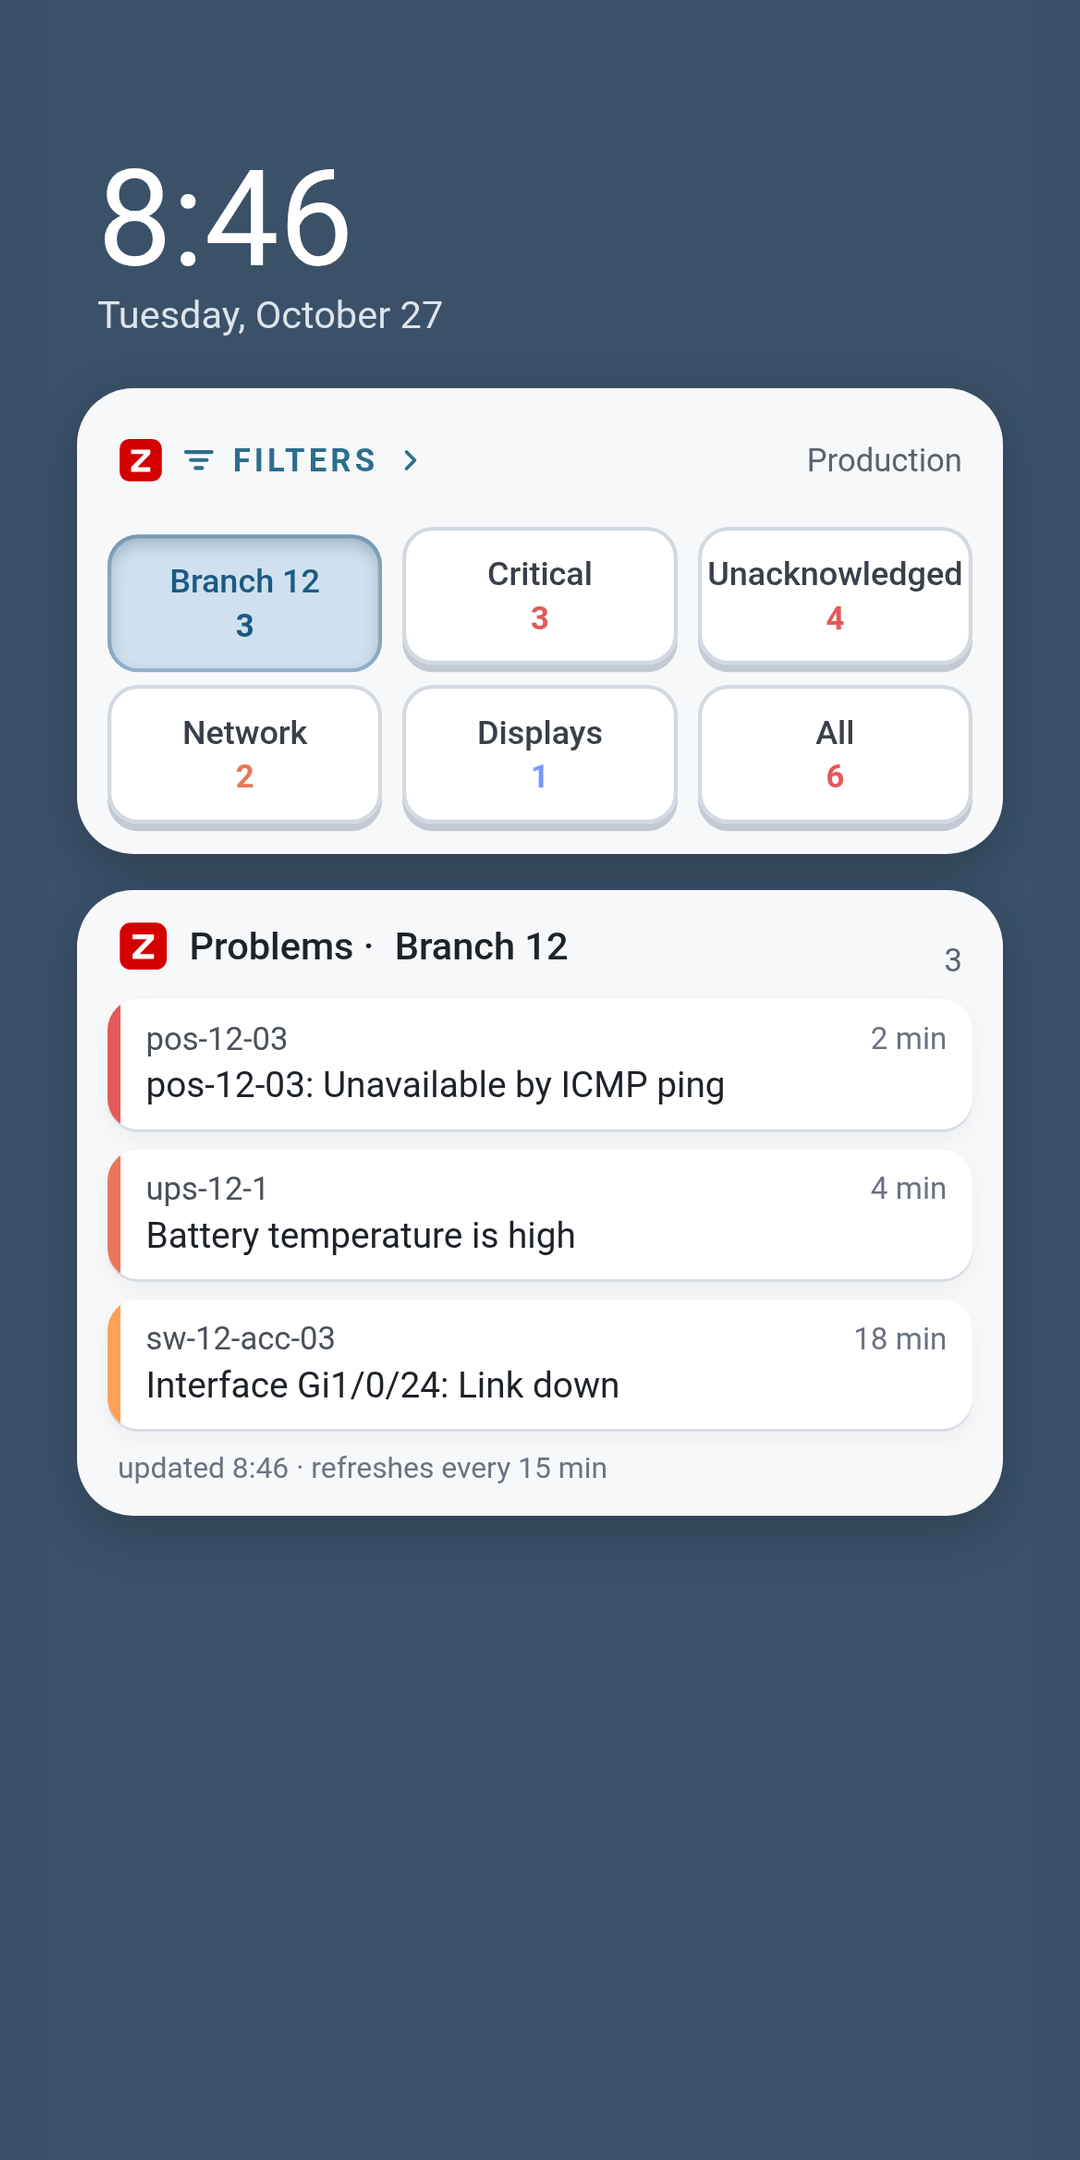 8:46
Tuesday, October 27
Z FILTERS > Production
Branch 12
3
Critical
3
Unacknowledged
4
Network
2
Displays
1
All
6
Z Problems · Branch 12 3
pos-12-03 2 min
pos-12-03: Unavailable by ICMP ping
ups-12-1 4 min
Battery temperature is high
sw-12-acc-03 18 min
Interface Gi1/0/24: Link down
updated 8:46 · refreshes every 15 min